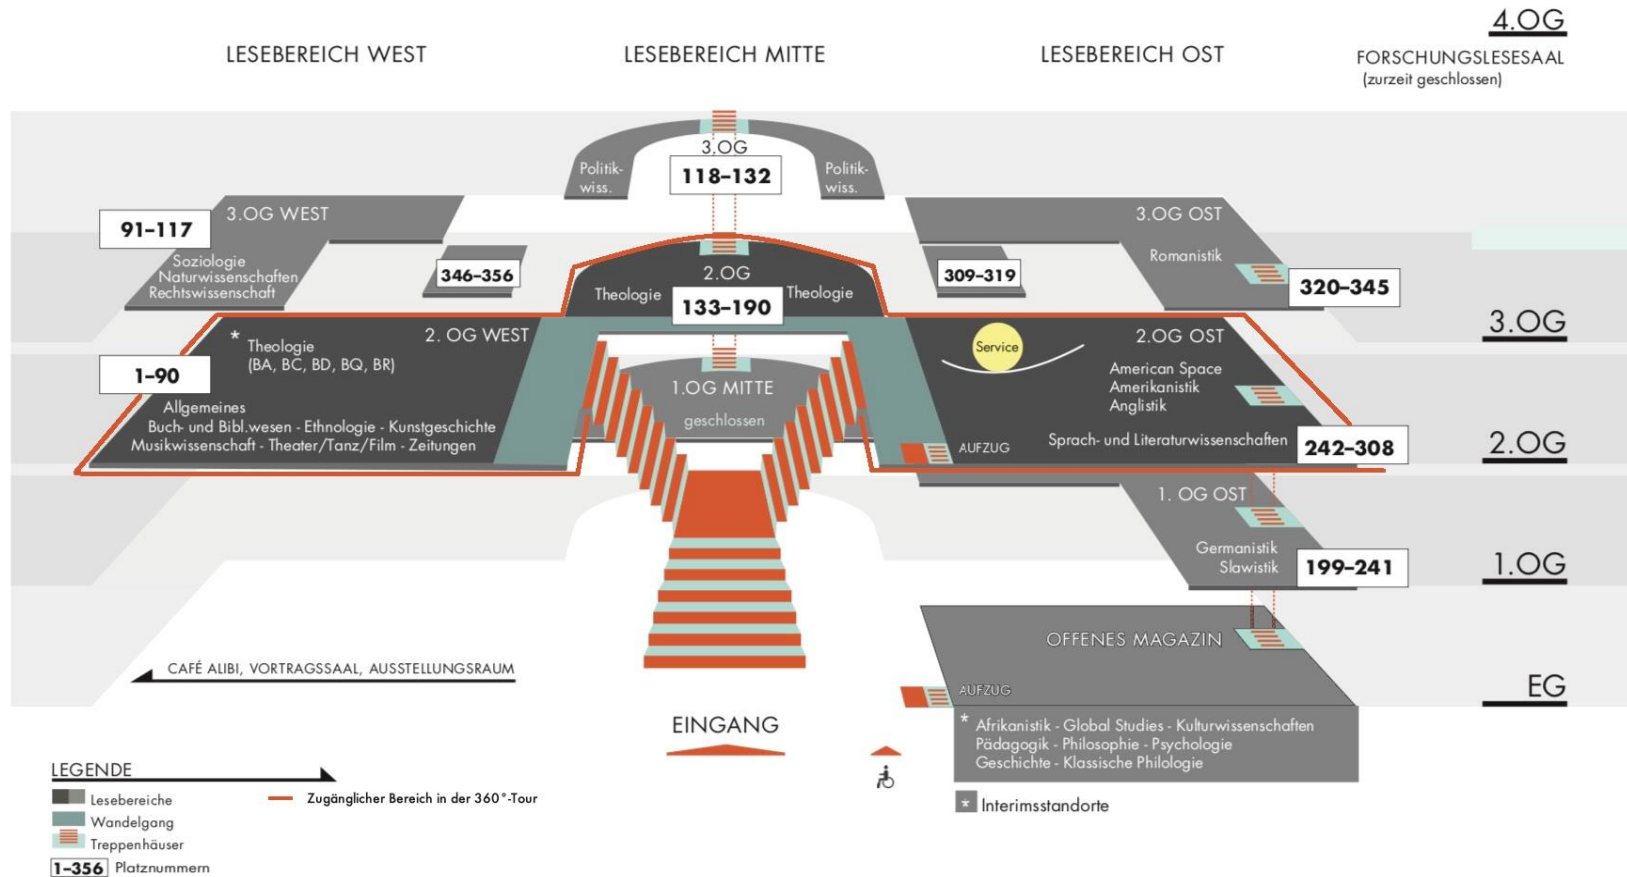 4.OG
LESEBEREICH WEST
LESEBEREICH MITTE
LESEBEREICH OST
FORSCHUNGSLESESAAL
(zurzeit geschlossen)
3.OG
118–132
Politik-
wiss.
Politik-
wiss.
3.OG WEST
91–117
Soziologie
Naturwissenschaften
Rechtswissenschaft
346–356
2.OG
Theologie
133–190
Theologie
309–319
3.OG OST
Romanistik
320–345
3.OG
2. OG WEST
* Theologie
(BA, BC, BD, BQ, BR)
1–90
Allgemeines
Buch- und Bibl.wesen - Ethnologie - Kunstgeschichte
Musikwissenschaft - Theater/Tanz/Film - Zeitungen
1.OG MITTE
geschlossen
Service
2.OG OST
American Space
Amerikanistik
Anglistik
Sprach- und Literaturwissenschaften
242–308
AUFZUG
2.OG
1. OG OST
Germanistik
Slawistik
199–241
1.OG
OFFENES MAGAZIN
AUFZUG
EG
* Afrikanistik - Global Studies - Kulturwissenschaften
Pädagogik - Philosophie - Psychologie
Geschichte - Klassische Philologie
* Interimsstandorte
CAFÉ ALIBI, VORTRAGSSAAL, AUSSTELLUNGSRAUM
EINGANG
LEGENDE
Lesebereiche
Zugänglicher Bereich in der 360°-Tour
Wandelgang
Treppenhäuser
1–356 Platznummern